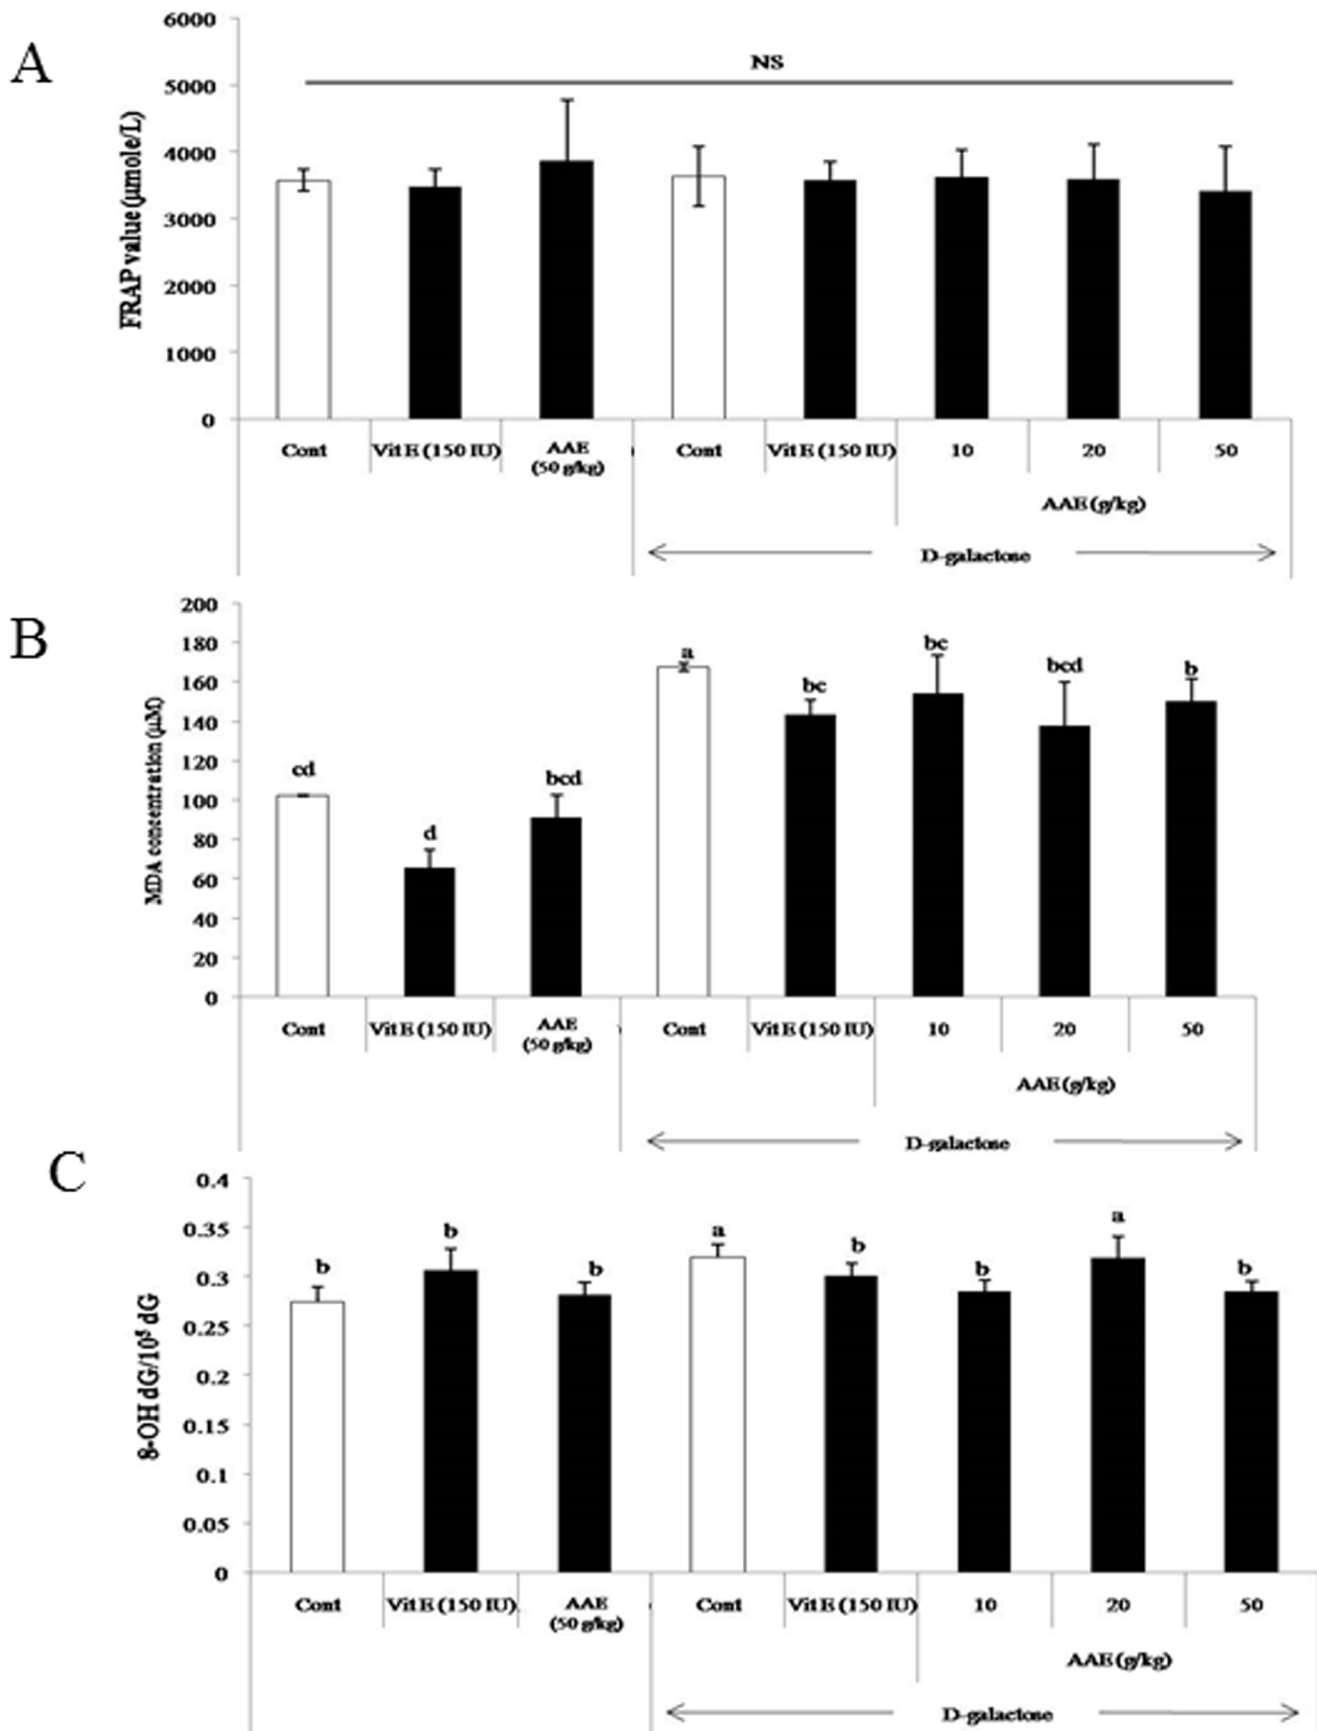 A
6000
5000
4000
3000
2000
1000
0
FRAP value (μmole/L)
NS
Cont
Vit E (150 IU)
AAE
(50 g/kg)
Cont
Vit E (150 IU)
10
20
50
AAE (g/kg)
D-galactose
B
200
180
160
140
120
100
80
60
40
20
0
MDA concentration (μM)
cd
d
bcd
a
bc
bc
bcd
b
Cont
Vit E (150 IU)
AAE
(50 g/kg)
Cont
Vit E (150 IU)
10
20
50
AAE (g/kg)
D-galactose
C
0.4
0.35
0.3
0.25
0.2
0.15
0.1
0.05
0
8-OH dG/10⁵ dG
b
b
b
a
b
b
a
b
Cont
Vit E (150 IU)
AAE
(50 g/kg)
Cont
Vit E (150 IU)
10
20
50
AAE (g/kg)
D-galactose